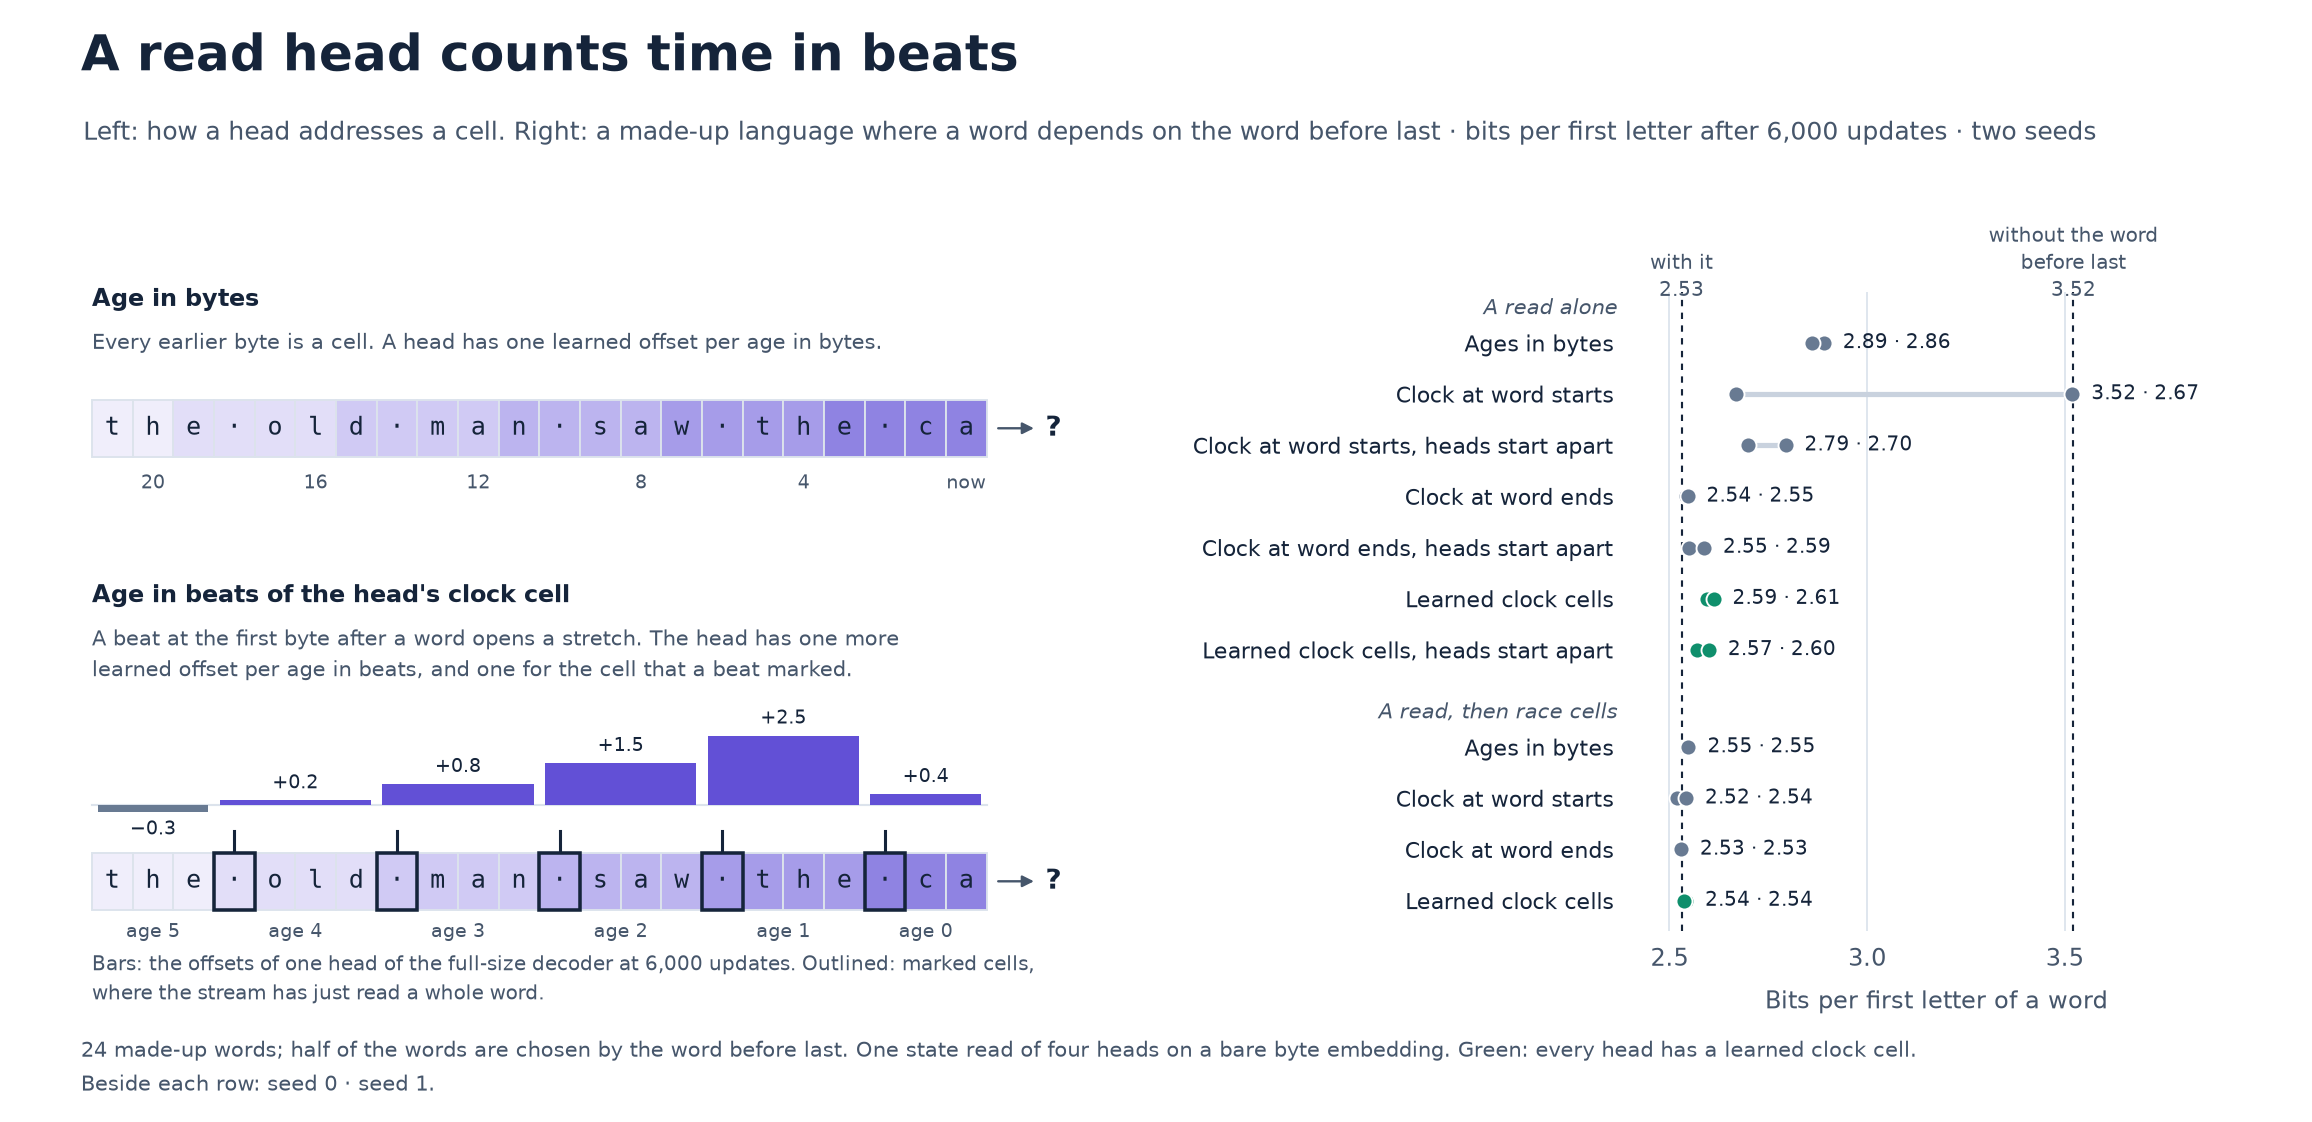 A read head counts time in beats
Left: how a head addresses a cell. Right: a made-up language where a word depends on the word before last · bits per first letter after 6,000 updates · two seeds
Age in bytes
Every earlier byte is a cell. A head has one learned offset per age in bytes.
t h e · o l d · m a n · s a w · t h e · c a ?
20 16 12 8 4 now
Age in beats of the head's clock cell
A beat at the first byte after a word opens a stretch. The head has one more
learned offset per age in beats, and one for the cell that a beat marked.
−0.3 +0.2 +0.8 +1.5 +2.5 +0.4
t h e · o l d · m a n · s a w · t h e · c a ?
age 5 age 4 age 3 age 2 age 1 age 0
Bars: the offsets of one head of the full-size decoder at 6,000 updates. Outlined: marked cells,
where the stream has just read a whole word.
without the word
before last
3.52
with it
2.53
A read alone
Ages in bytes 2.89 · 2.86
Clock at word starts 3.52 · 2.67
Clock at word starts, heads start apart 2.79 · 2.70
Clock at word ends 2.54 · 2.55
Clock at word ends, heads start apart 2.55 · 2.59
Learned clock cells 2.59 · 2.61
Learned clock cells, heads start apart 2.57 · 2.60
A read, then race cells
Ages in bytes 2.55 · 2.55
Clock at word starts 2.52 · 2.54
Clock at word ends 2.53 · 2.53
Learned clock cells 2.54 · 2.54
2.5 3.0 3.5
Bits per first letter of a word
24 made-up words; half of the words are chosen by the word before last. One state read of four heads on a bare byte embedding. Green: every head has a learned clock cell.
Beside each row: seed 0 · seed 1.